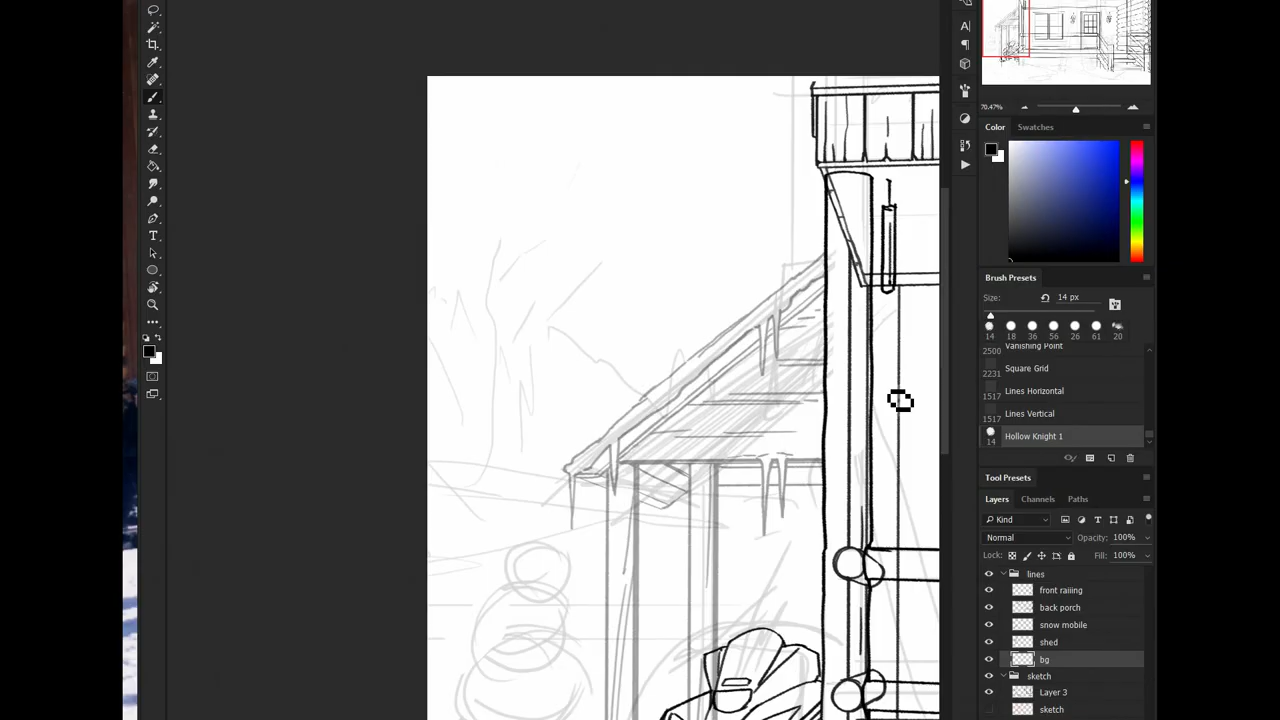 70.47%
Color Swatches
Brush Presets
Size: 14 px
14 18 36 56 26 61 20
2500 Vanishing Point
2231 Square Grid
1517 Lines Horizontal
1517 Lines Vertical
14 Hollow Knight 1
Tool Presets
Layers Channels Paths
Kind
Normal Opacity: 100%
Lock: Fill: 100%
lines
front raiiing
back porch
snow mobile
shed
bg
sketch
Layer 3
sketch